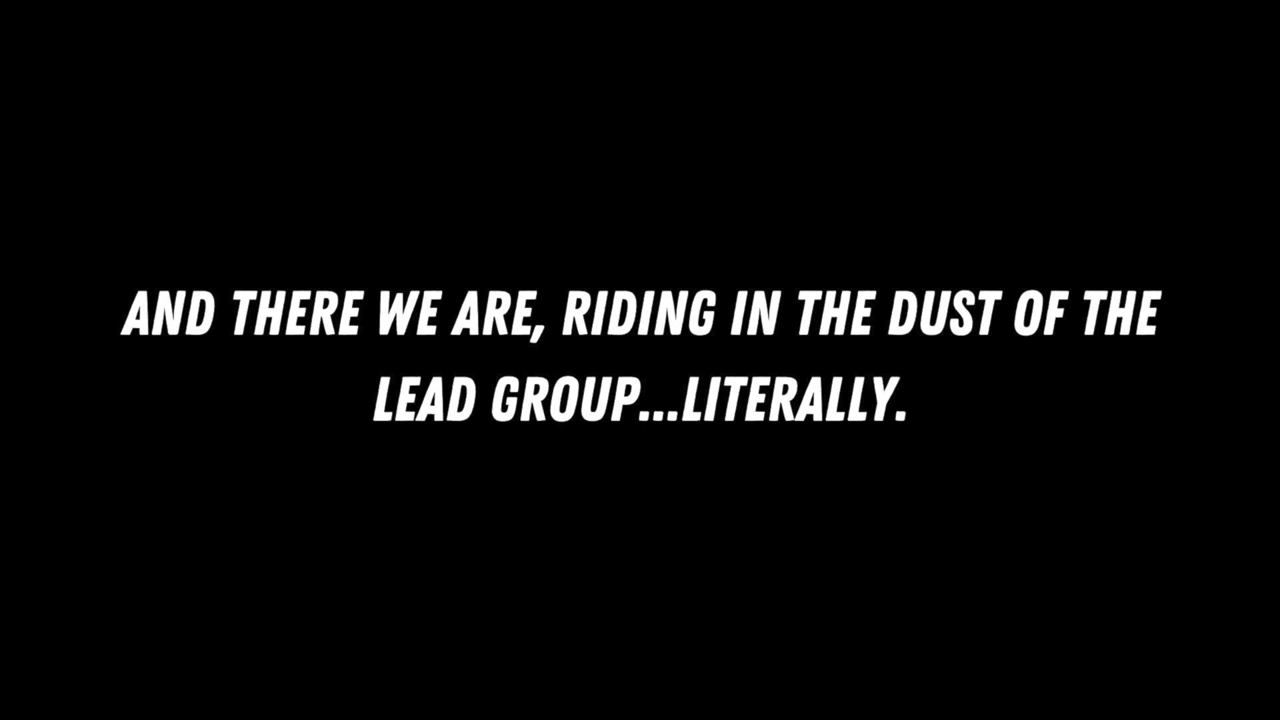 AND THERE WE ARE, RIDING IN THE DUST OF THE
LEAD GROUP...LITERALLY.